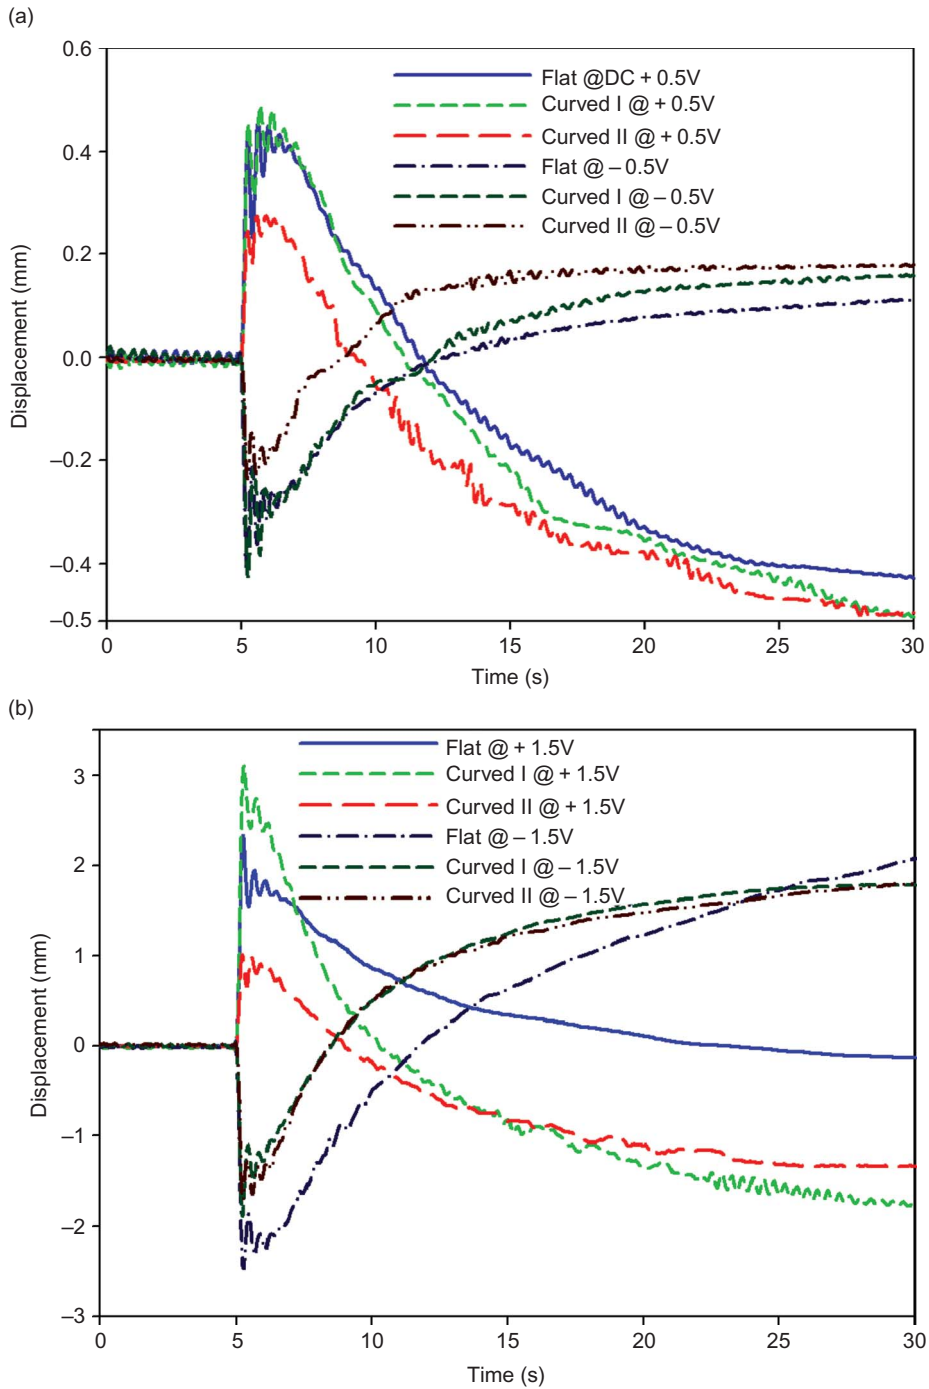 (a)
0.6
0.4
0.2
0.0
–0.2
–0.4
–0.5
Displacement (mm)
Flat @DC + 0.5V
Curved I @ + 0.5V
Curved II @ + 0.5V
Flat @ – 0.5V
Curved I @ – 0.5V
Curved II @ – 0.5V
0 5 10 15 20 25 30
Time (s)
(b)
3
2
1
0
–1
–2
–3
Displacement (mm)
Flat @ + 1.5V
Curved I @ + 1.5V
Curved II @ + 1.5V
Flat @ – 1.5V
Curved I @ – 1.5V
Curved II @ – 1.5V
0 5 10 15 20 25 30
Time (s)